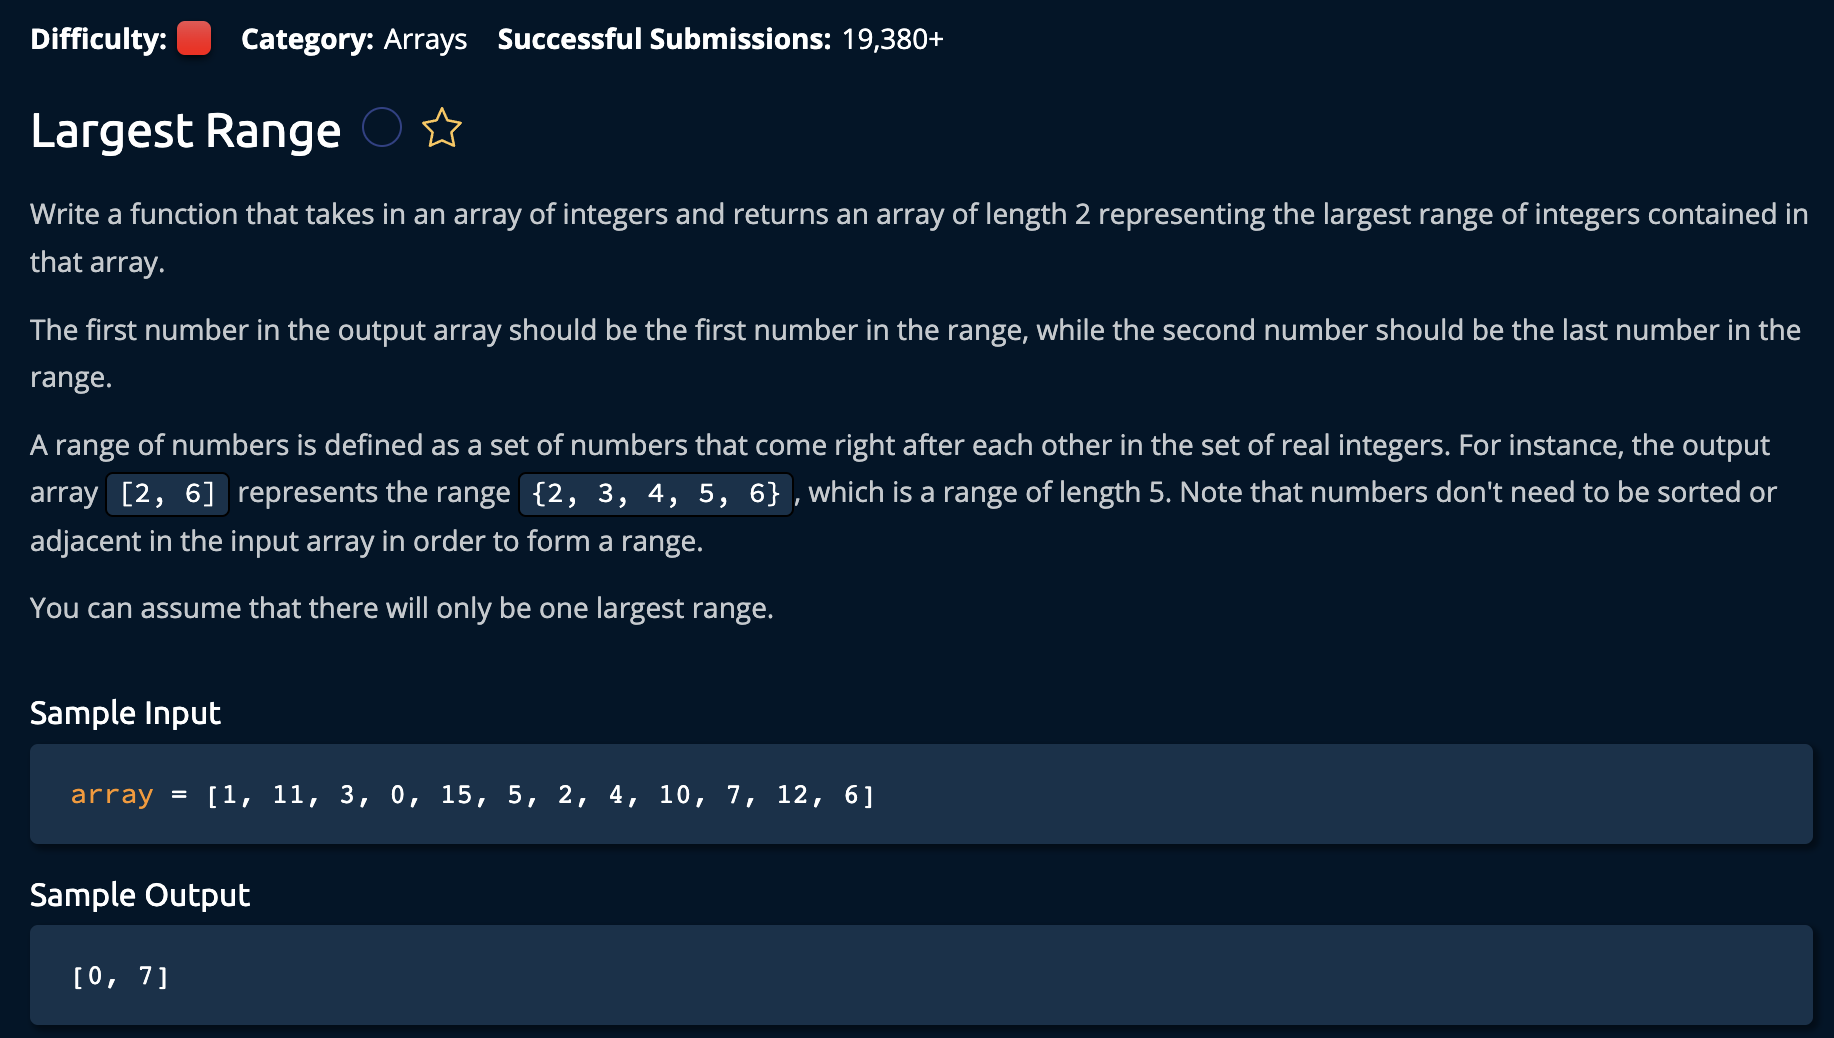 Difficulty: Category: Arrays Successful Submissions: 19,380+
Largest Range
Write a function that takes in an array of integers and returns an array of length 2 representing the largest range of integers contained in
that array.
The first number in the output array should be the first number in the range, while the second number should be the last number in the
range.
A range of numbers is defined as a set of numbers that come right after each other in the set of real integers. For instance, the output
array [2, 6] represents the range {2, 3, 4, 5, 6}, which is a range of length 5. Note that numbers don't need to be sorted or
adjacent in the input array in order to form a range.
You can assume that there will only be one largest range.
Sample Input
array = [1, 11, 3, 0, 15, 5, 2, 4, 10, 7, 12, 6]
Sample Output
[0, 7]